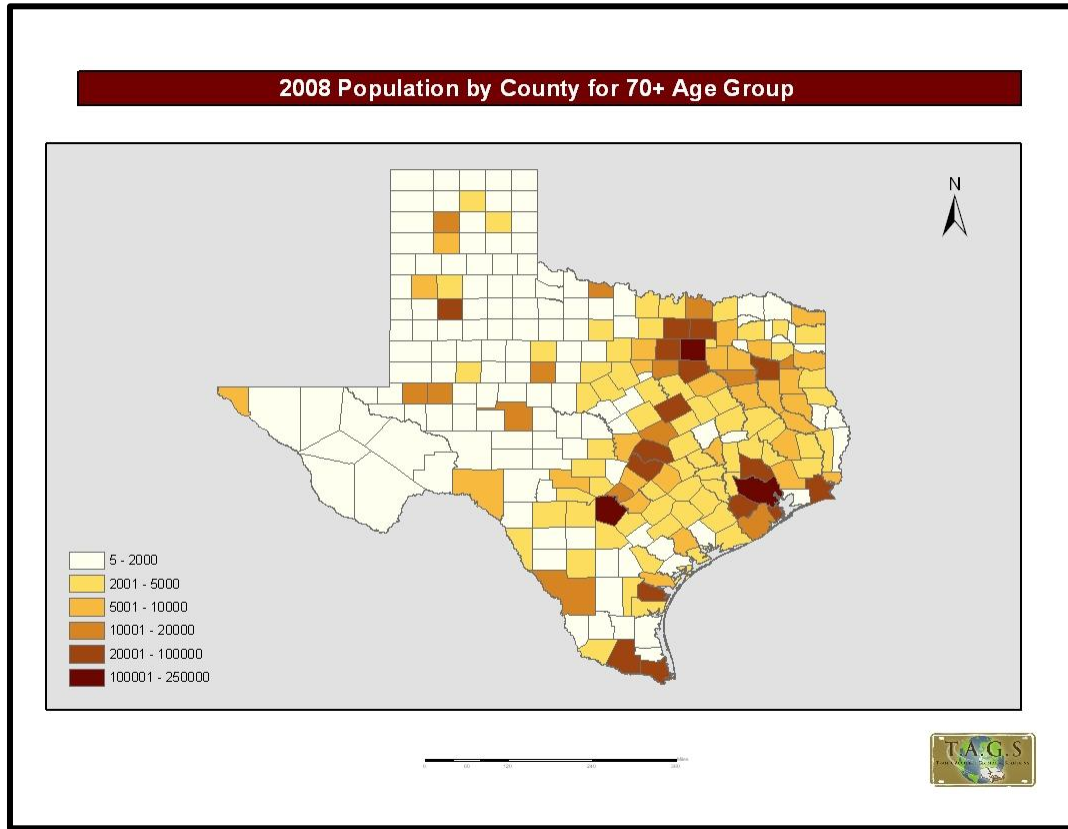 2008 Population by County for 70+ Age Group
N
5 - 2000
2001 - 5000
5001 - 10000
10001 - 20000
20001 - 100000
100001 - 250000
T.A.G.S